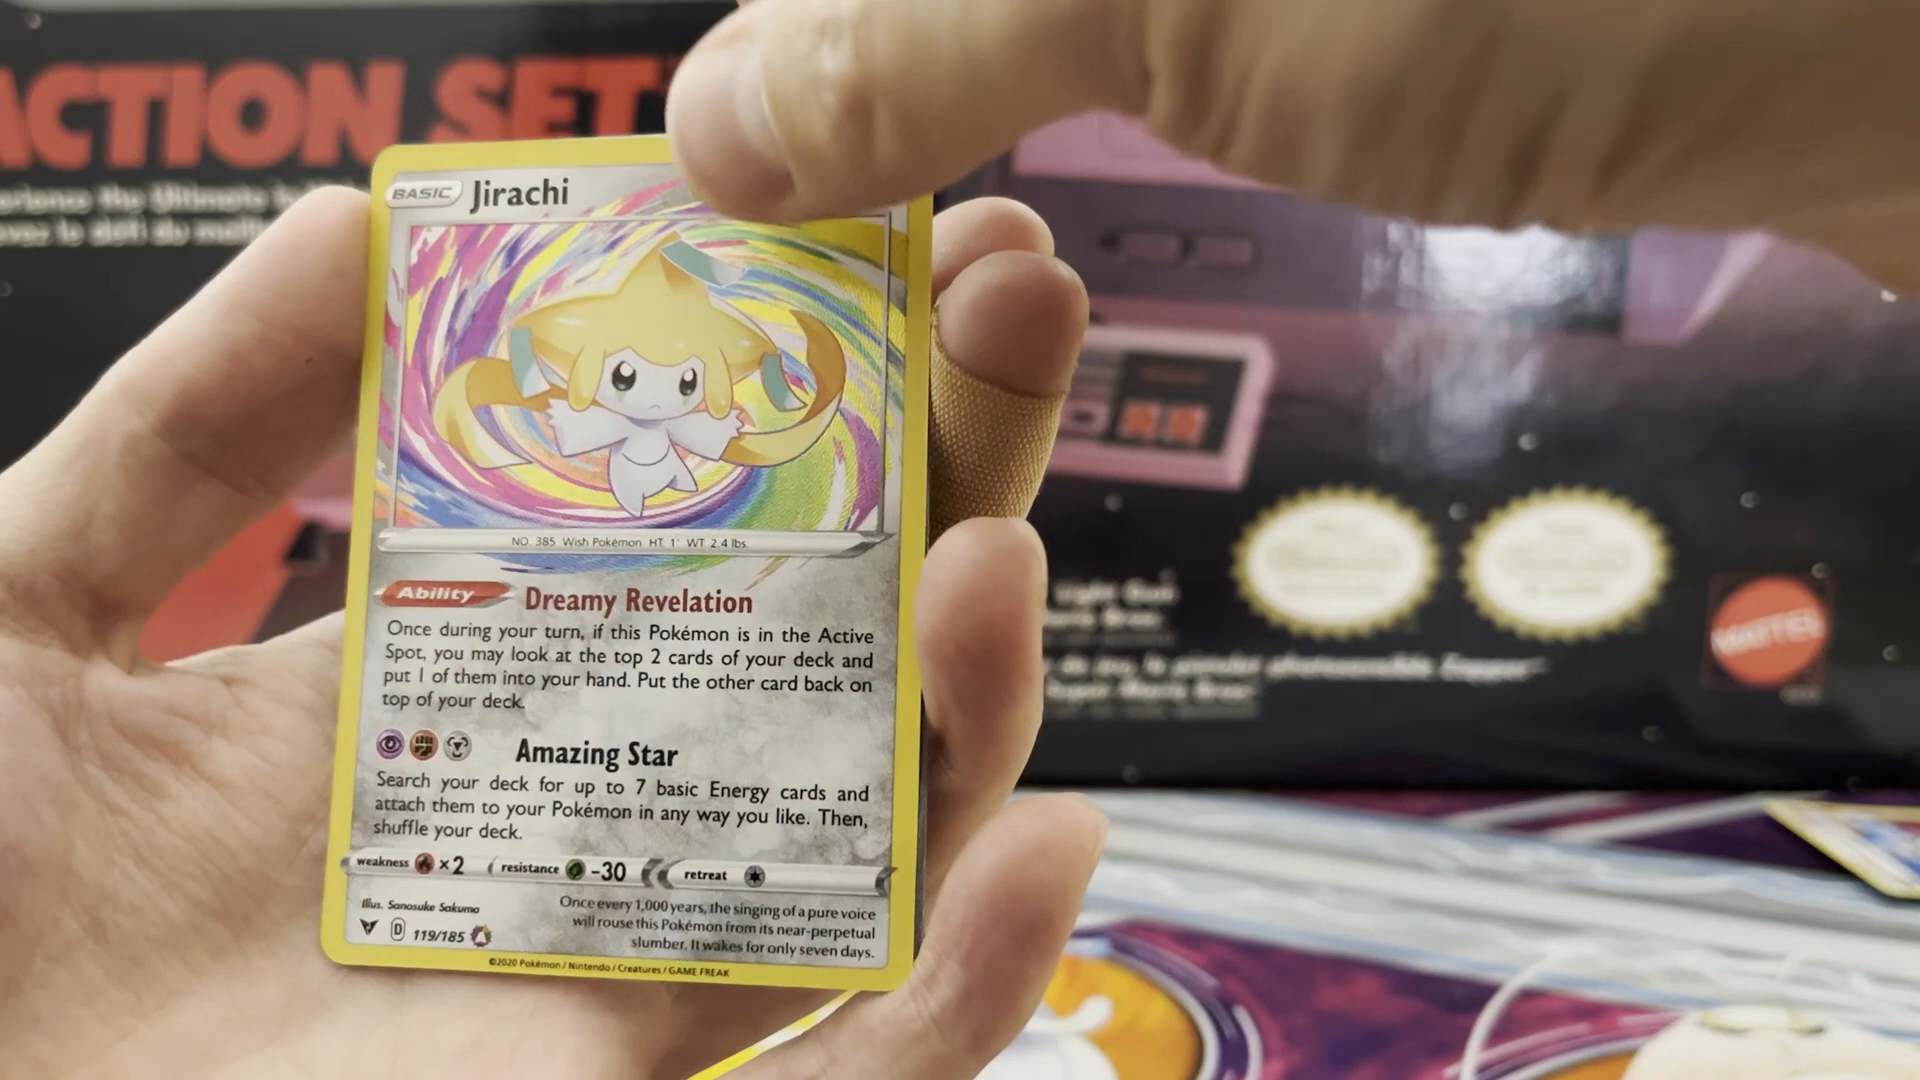 ACTION SET
BASIC Jirachi
NO. 385 Wish Pokémon HT. 1' WT. 2.4 lbs.
Ability Dreamy Revelation
Once during your turn, if this Pokémon is in the Active
Spot, you may look at the top 2 cards of your deck and
put 1 of them into your hand. Put the other card back on
top of your deck.
Amazing Star
Search your deck for up to 7 basic Energy cards and
attach them to your Pokémon in any way you like. Then,
shuffle your deck.
weakness ×2 resistance -30 retreat
Illus. Sanosuke Sakuma
Once every 1,000 years, the singing of a pure voice
will rouse this Pokémon from its near-perpetual
slumber. It wakes for only seven days.
D 119/185
©2020 Pokémon / Nintendo / Creatures / GAME FREAK
Light Gun
MATTEL